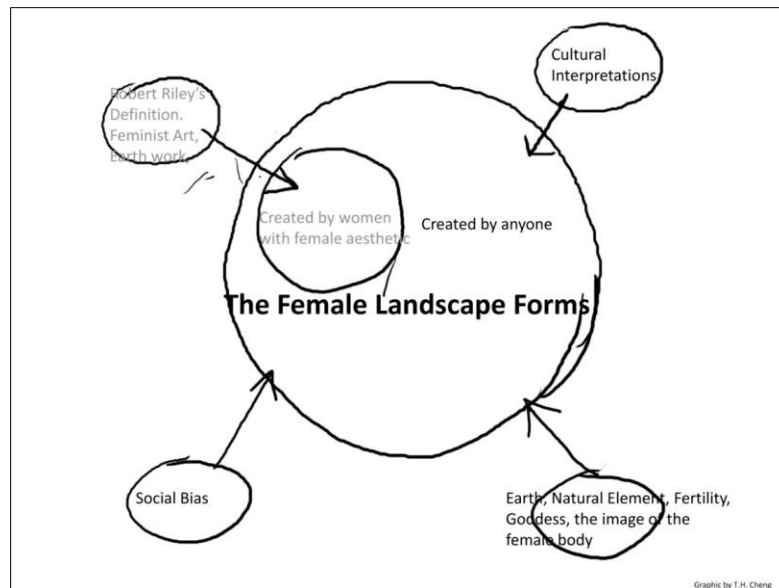 Cultural
Interpretations
Robert Riley's
Definition.
Feminist Art,
Earth work,
Created by women
with female aesthetic
Created by anyone
The Female Landscape Forms
Social Bias
Earth, Natural Element, Fertility,
Goddess, the image of the
female body
Graphic by T.H. Cheng